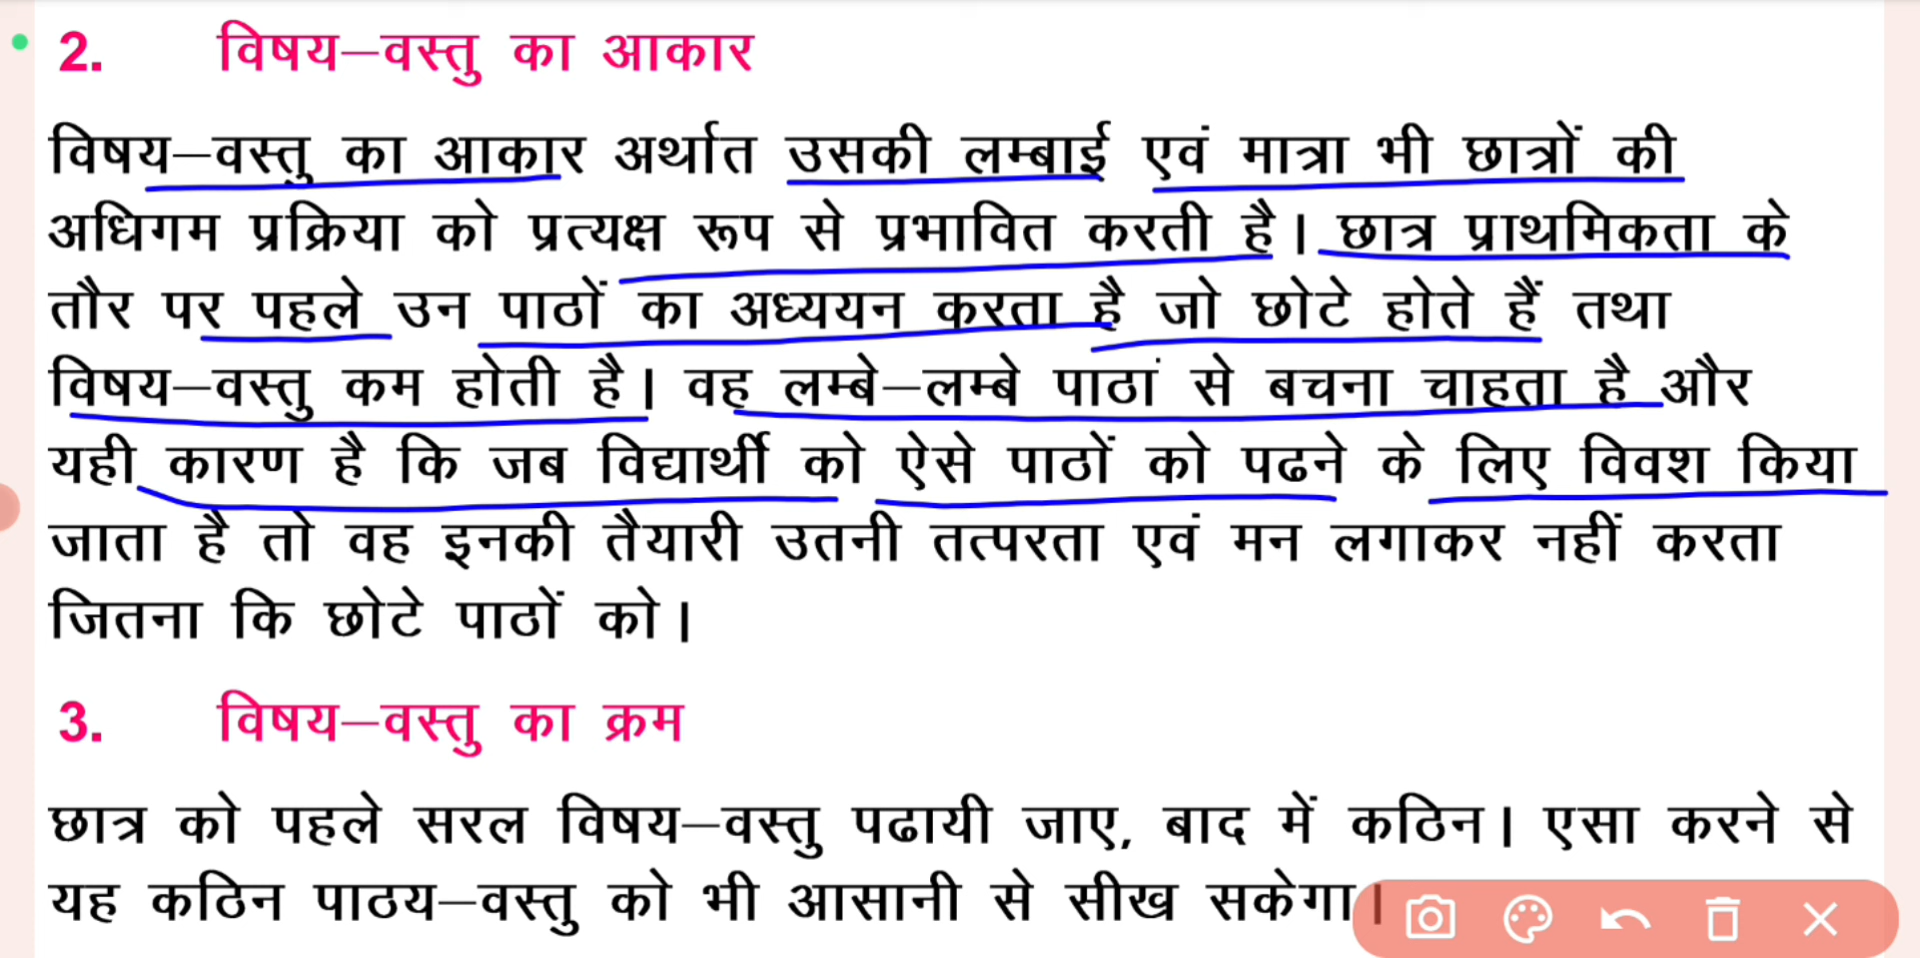 2. विषय–वस्तु का आकार
विषय–वस्तु का आकार अर्थात उसकी लम्बाई एवं मात्रा भी छात्रों की
अधिगम प्रक्रिया को प्रत्यक्ष रूप से प्रभावित करती है। छात्र प्राथमिकता के
तौर पर पहले उन पाठों का अध्ययन करता है जो छोटे होते हैं तथा
विषय–वस्तु कम होती है। वह लम्बे–लम्बे पाठां से बचना चाहता है और
यही कारण है कि जब विद्यार्थी को ऐसे पाठों को पढने के लिए विवश किया
जाता है तो वह इनकी तैयारी उतनी तत्परता एवं मन लगाकर नहीं करता
जितना कि छोटे पाठों को।
3. विषय–वस्तु का क्रम
छात्र को पहले सरल विषय–वस्तु पढायी जाए, बाद में कठिन। एसा करने से
यह कठिन पाठय–वस्तु को भी आसानी से सीख सकेगा।